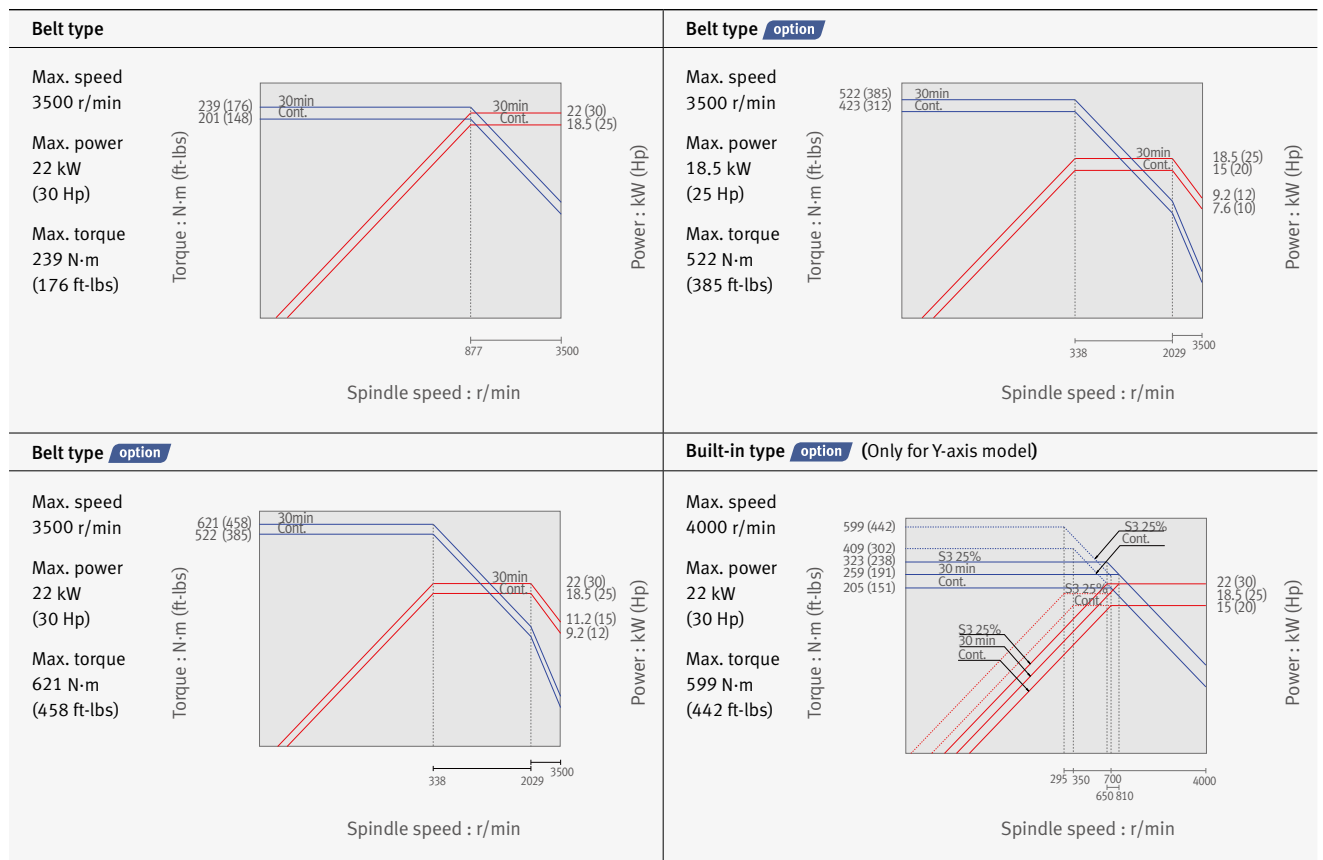 Belt type
Max. speed
3500 r/min
Max. power
22 kW
(30 Hp)
Max. torque
239 N·m
(176 ft-lbs)
Torque : N·m (ft-lbs)
239 (176)
201 (148)
30min
Cont.
30min
Cont.
22 (30)
18.5 (25)
Power : kW (Hp)
877
3500
Spindle speed : r/min
Belt type option
Max. speed
3500 r/min
Max. power
18.5 kW
(25 Hp)
Max. torque
522 N·m
(385 ft-lbs)
Torque : N·m (ft-lbs)
522 (385)
423 (312)
30min
Cont.
30min
Cont.
18.5 (25)
15 (20)
9.2 (12)
7.6 (10)
Power : kW (Hp)
338
2029
3500
Spindle speed : r/min
Belt type option
Max. speed
3500 r/min
Max. power
22 kW
(30 Hp)
Max. torque
621 N·m
(458 ft-lbs)
Torque : N·m (ft-lbs)
621 (458)
522 (385)
30min
Cont.
30min
Cont.
22 (30)
18.5 (25)
11.2 (15)
9.2 (12)
Power : kW (Hp)
338
2029
3500
Spindle speed : r/min
Built-in type option (Only for Y-axis model)
Max. speed
4000 r/min
Max. power
22 kW
(30 Hp)
Max. torque
599 N·m
(442 ft-lbs)
Torque : N·m (ft-lbs)
599 (442)
409 (302)
323 (238)
259 (191)
205 (151)
S3 25%
30 min
Cont.
S3 25%
Cont.
S3 25%
Cont.
S3 25%
30 min
Cont.
22 (30)
18.5 (25)
15 (20)
Power : kW (Hp)
295 350 700 4000
650 810
Spindle speed : r/min